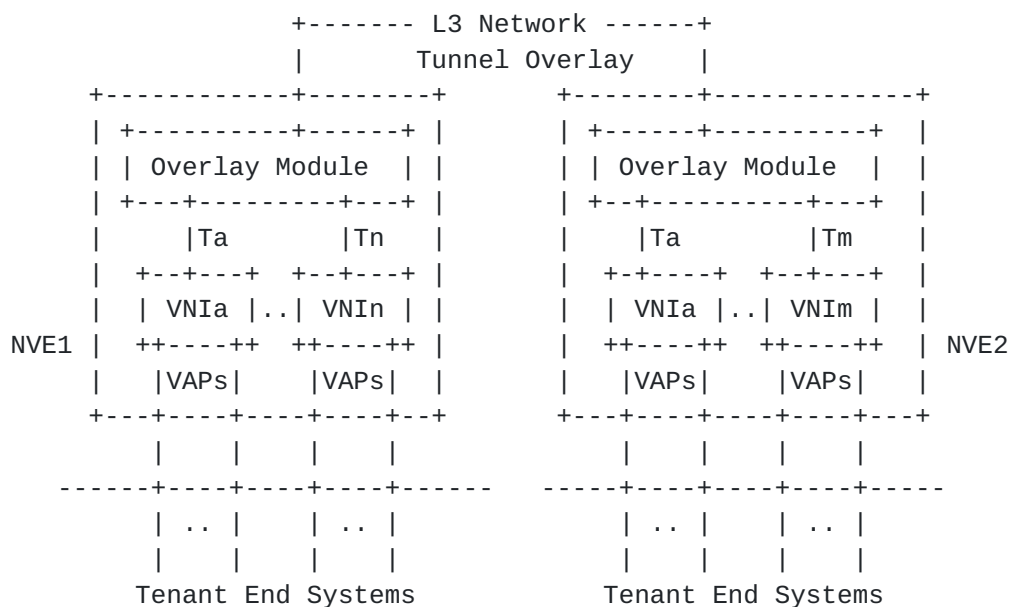 +------- L3 Network ------+
                 |       Tunnel Overlay    |
     +------------+--------+       +--------+-------------+
     | +----------+------+ |       | +------+----------+  |
     | | Overlay Module  | |       | | Overlay Module  |  |
     | +---+---------+---+ |       | +--+----------+---+  |
     |     |Ta       |Tn   |       |    |Ta        |Tm    |
     |  +--+---+  +--+---+ |       |  +-+----+  +--+---+  |
     |  | VNIa |..| VNIn | |       |  | VNIa |..| VNIm |  |
NVE1 |  ++----++  ++----++ |       |  ++----++  ++----++  | NVE2
     |   |VAPs|    |VAPs|  |       |   |VAPs|    |VAPs|   |
     +---+----+----+----+--+       +---+----+----+----+---+
         |    |    |    |              |    |    |    |
   ------+----+----+----+------   -----+----+----+----+-----
         | .. |    | .. |              | .. |    | .. |
         |    |    |    |              |    |    |    |
        Tenant End Systems            Tenant End Systems